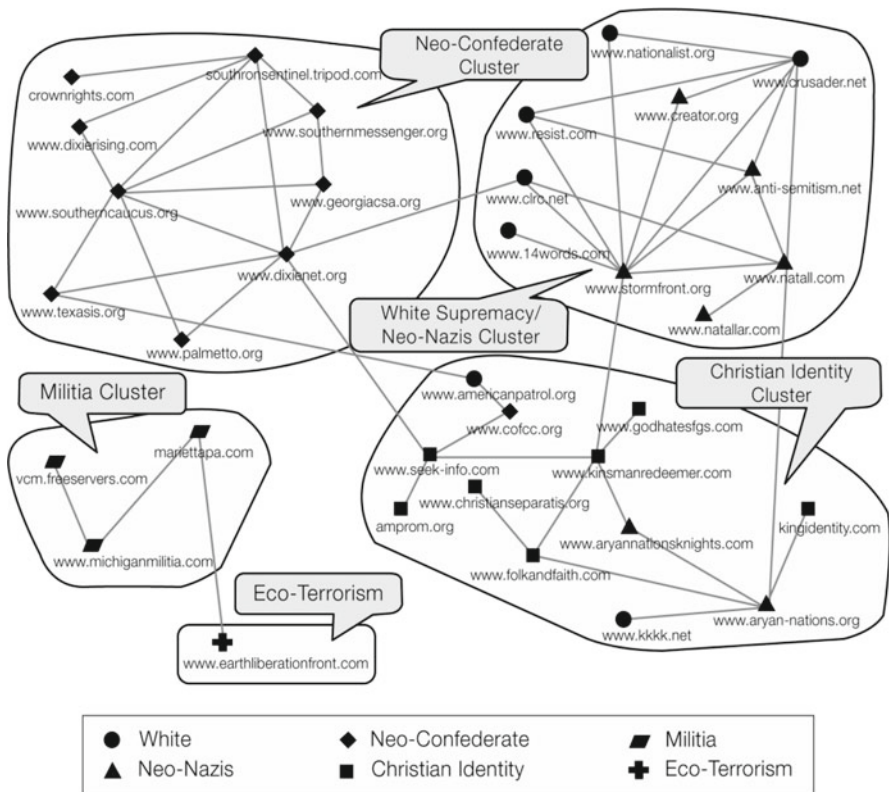 Neo-Confederate
Cluster
southronsentinel.tripod.com
crownrights.com
www.southernmessenger.org
www.dixierising.com
www.georgiacsa.org
www.southerncaucus.org
www.dixienet.org
www.texasis.org
www.palmetto.org
www.nationalist.org
www.crusader.net
www.creator.org
www.resist.com
www.anti-semitism.net
www.clrc.net
www.14words.com
www.stormfront.org
www.natall.com
www.natallar.com
White Supremacy/
Neo-Nazis Cluster
Christian Identity
Cluster
www.americanpatrol.org
www.cofcc.org
www.godhatesfgs.com
www.seek-info.com
www.kinsmanredeemer.com
www.christianseparatis.org
amprom.org
www.aryannationsknights.com
kingidentity.com
www.folkandfaith.com
www.kkkk.net
www.aryan-nations.org
Militia Cluster
mariettapa.com
vcm.freeservers.com
www.michiganmilitia.com
Eco-Terrorism
www.earthliberationfront.com
White
Neo-Confederate
Militia
Neo-Nazis
Christian Identity
Eco-Terrorism